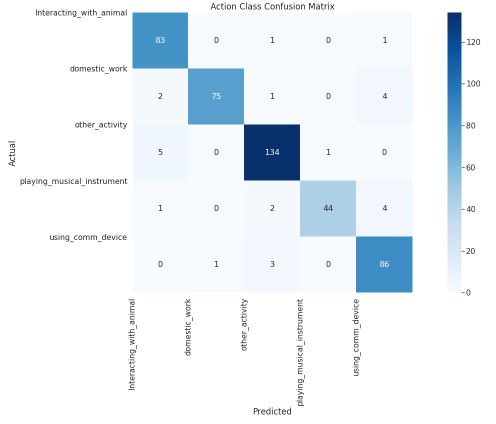 Action Class Confusion Matrix
Interacting_with_animal
domestic_work
other_activity
playing_musical_instrument
using_comm_device
Actual
83 0 1 0 1
2 75 1 0 4
5 0 134 1 0
1 0 2 44 4
0 1 3 0 86
120
100
80
60
40
20
0
Interacting_with_animal
domestic_work
other_activity
playing_musical_instrument
using_comm_device
Predicted